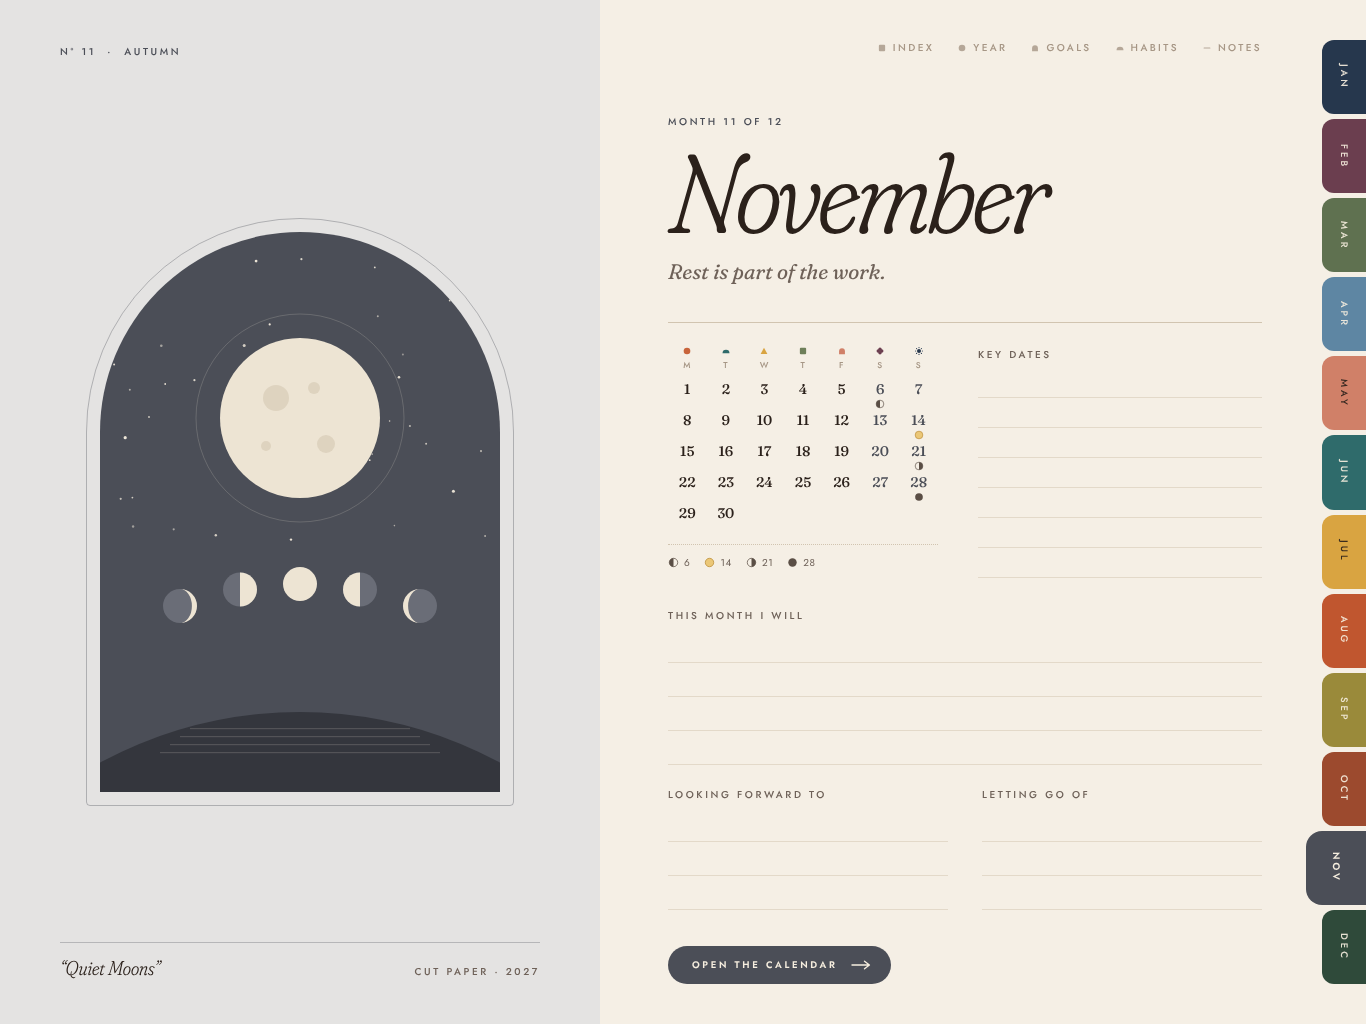 N° 11 · AUTUMN
INDEX YEAR GOALS HABITS NOTES
MONTH 11 OF 12
November
Rest is part of the work.
M T W T F S S
1 2 3 4 5 6 7
8 9 10 11 12 13 14
15 16 17 18 19 20 21
22 23 24 25 26 27 28
29 30
6 14 21 28
KEY DATES
THIS MONTH I WILL
LOOKING FORWARD TO
LETTING GO OF
OPEN THE CALENDAR
“Quiet Moons”
CUT PAPER · 2027
JAN
FEB
MAR
APR
MAY
JUN
JUL
AUG
SEP
OCT
NOV
DEC